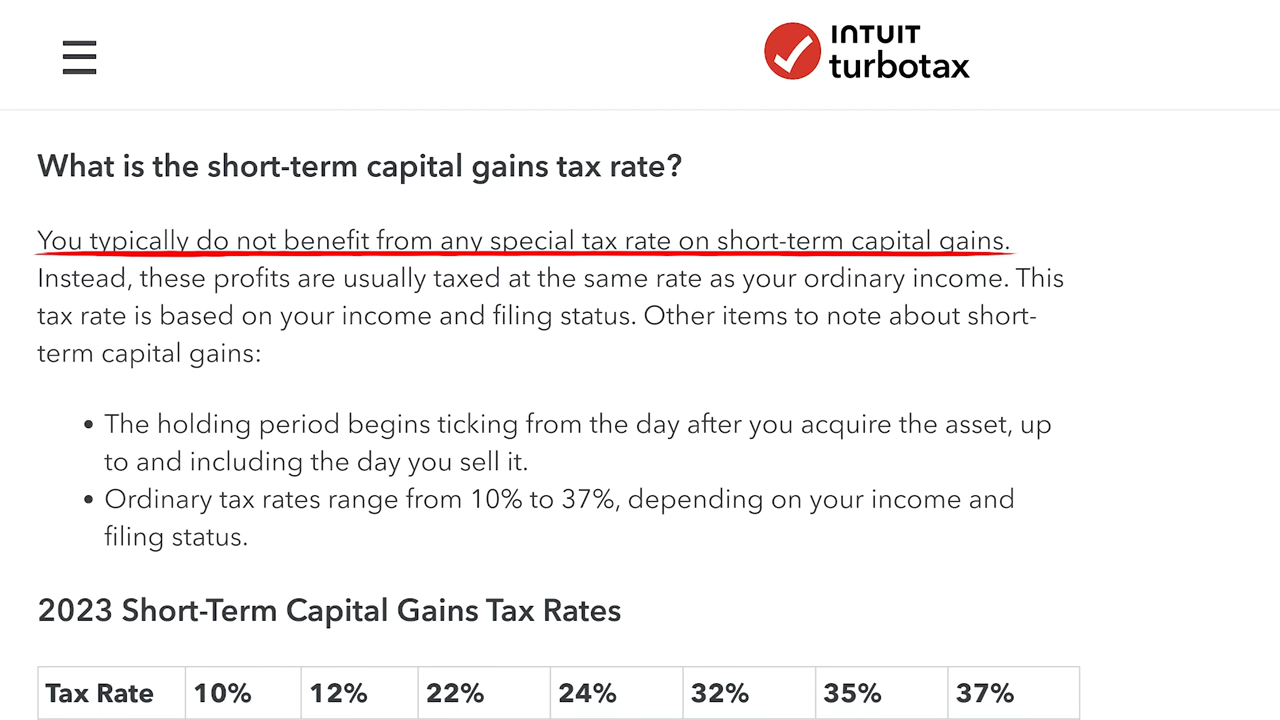 INTUIT
turbotax
What is the short-term capital gains tax rate?
You typically do not benefit from any special tax rate on short-term capital gains.
Instead, these profits are usually taxed at the same rate as your ordinary income. This
tax rate is based on your income and filing status. Other items to note about short-
term capital gains:
• The holding period begins ticking from the day after you acquire the asset, up
to and including the day you sell it.
• Ordinary tax rates range from 10% to 37%, depending on your income and
filing status.
2023 Short-Term Capital Gains Tax Rates
Tax Rate 10% 12% 22% 24% 32% 35% 37%